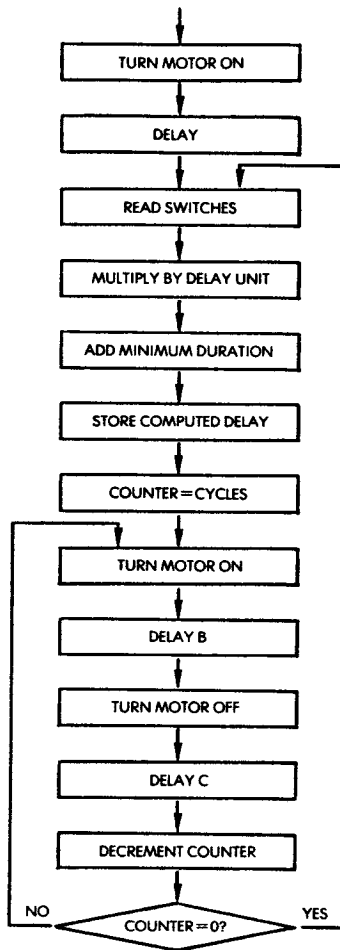 TURN MOTOR ON
DELAY
READ SWITCHES
MULTIPLY BY DELAY UNIT
ADD MINIMUM DURATION
STORE COMPUTED DELAY
COUNTER=CYCLES
TURN MOTOR ON
DELAY B
TURN MOTOR OFF
DELAY C
DECREMENT COUNTER
NO
YES
COUNTER=0?